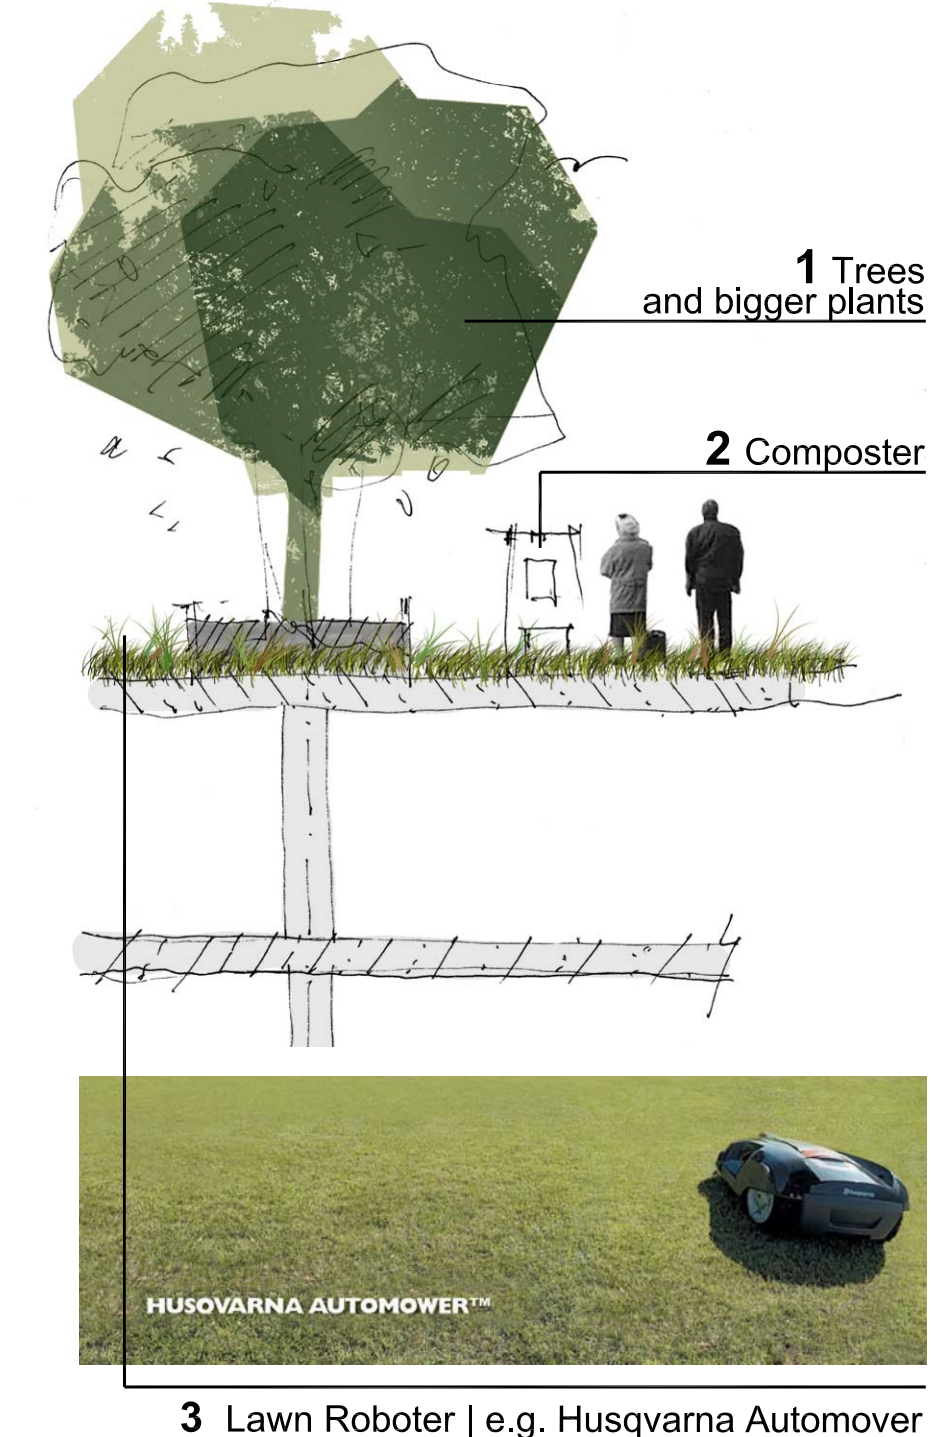 1 Trees
and bigger plants
2 Composter
HUSQVARNA AUTOMOWER™
3 Lawn Roboter | e.g. Husqvarna Automover